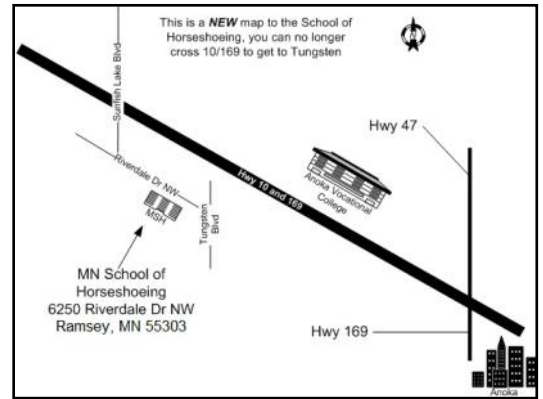 This is a NEW map to the School of
Horseshoeing, you can no longer
cross 10/169 to get to Tungsten
Sunfish Lake Blvd
Hwy 47
Riverdale Dr NW
MSH
Tungsten
Blvd
Hwy 10 and 169
Anoka Vocational
College
MN School of
Horseshoeing
6250 Riverdale Dr NW
Ramsey, MN 55303
Hwy 169
Anoka